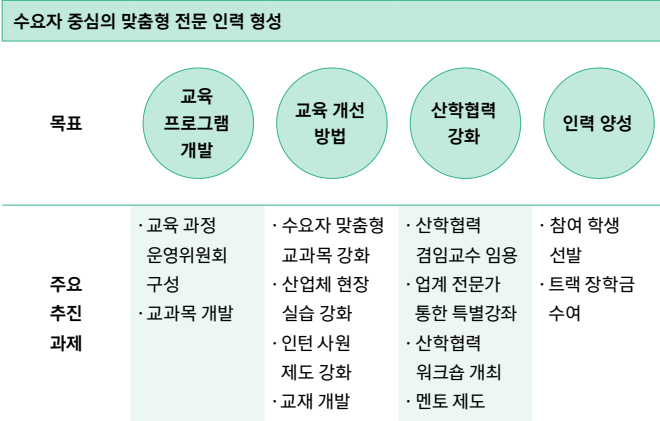 수요자 중심의 맞춤형 전문 인력 형성
목표
교육
프로그램
개발
교육 개선
방법
산학협력
강화
인력 양성
주요
추진
과제
· 교육 과정
운영위원회
구성
· 교과목 개발
· 수요자 맞춤형
교과목 강화
· 산업체 현장
실습 강화
· 인턴 사원
제도 강화
· 교재 개발
· 산학협력
겸임교수 임용
· 업계 전문가
통한 특별강좌
· 산학협력
워크숍 개최
· 멘토 제도
· 참여 학생
선발
· 트랙 장학금
수여